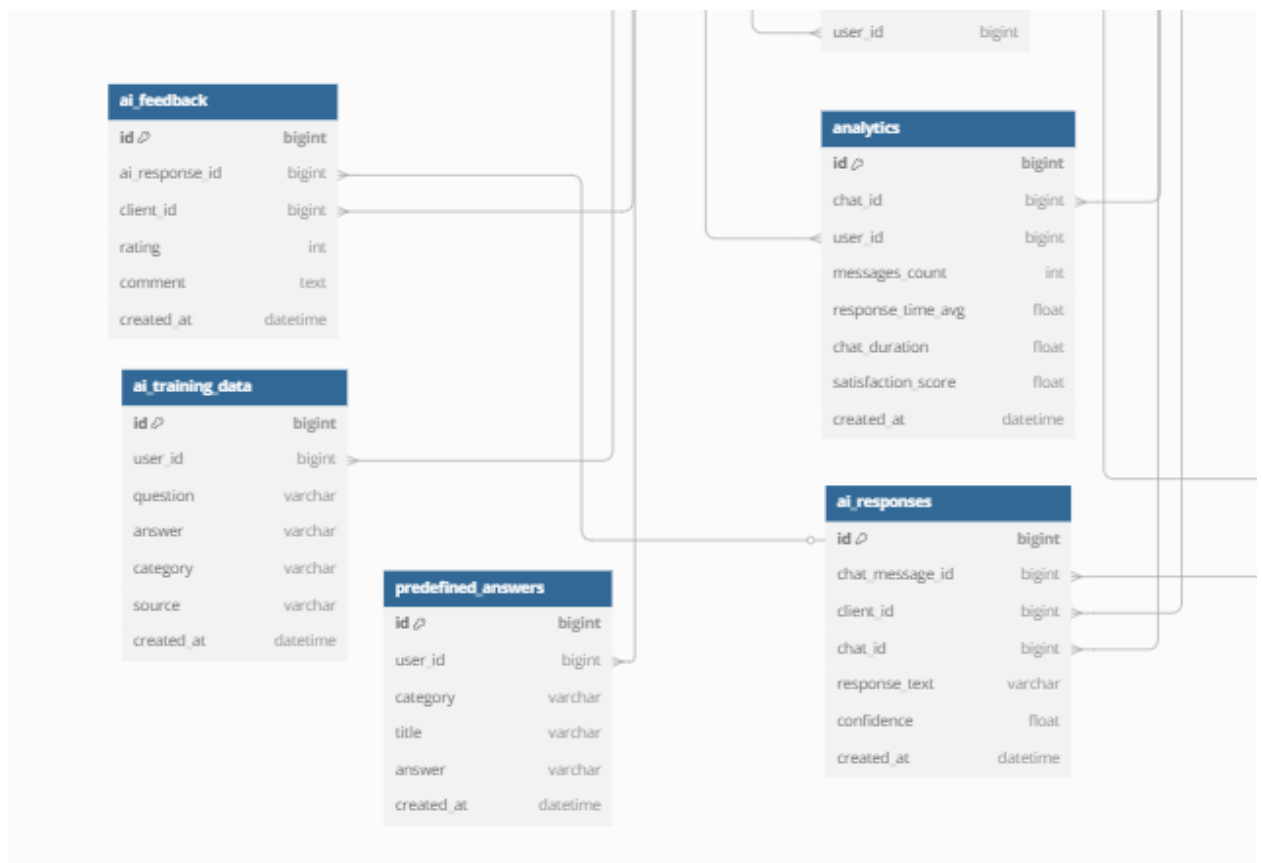 user_id bigint
ai_feedback
id bigint
ai_response_id bigint
client_id bigint
rating int
comment text
created_at datetime
ai_training_data
id bigint
user_id bigint
question varchar
answer varchar
category varchar
source varchar
created_at datetime
predefined_answers
id bigint
user_id bigint
category varchar
title varchar
answer varchar
created_at datetime
analytics
id bigint
chat_id bigint
user_id bigint
messages_count int
response_time_avg float
chat_duration float
satisfaction_score float
created_at datetime
ai_responses
id bigint
chat_message_id bigint
client_id bigint
chat_id bigint
response_text varchar
confidence float
created_at datetime